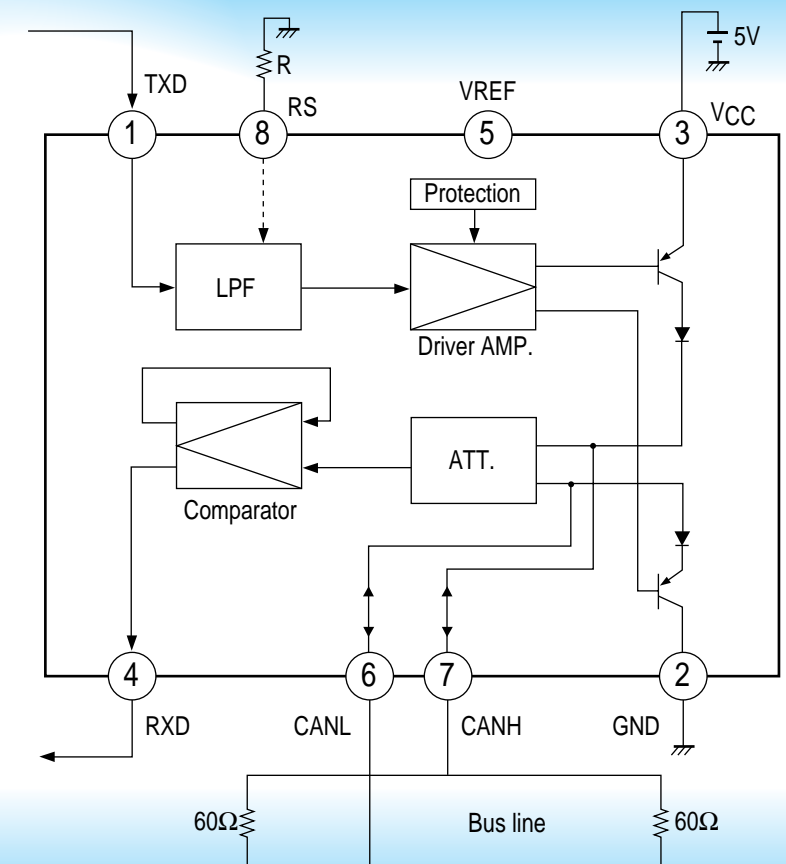 R
5V
TXD
RS
VREF
VCC
1
8
5
3
Protection
LPF
Driver AMP.
ATT.
Comparator
4
6
7
2
RXD
CANL
CANH
GND
60Ω
Bus line
60Ω